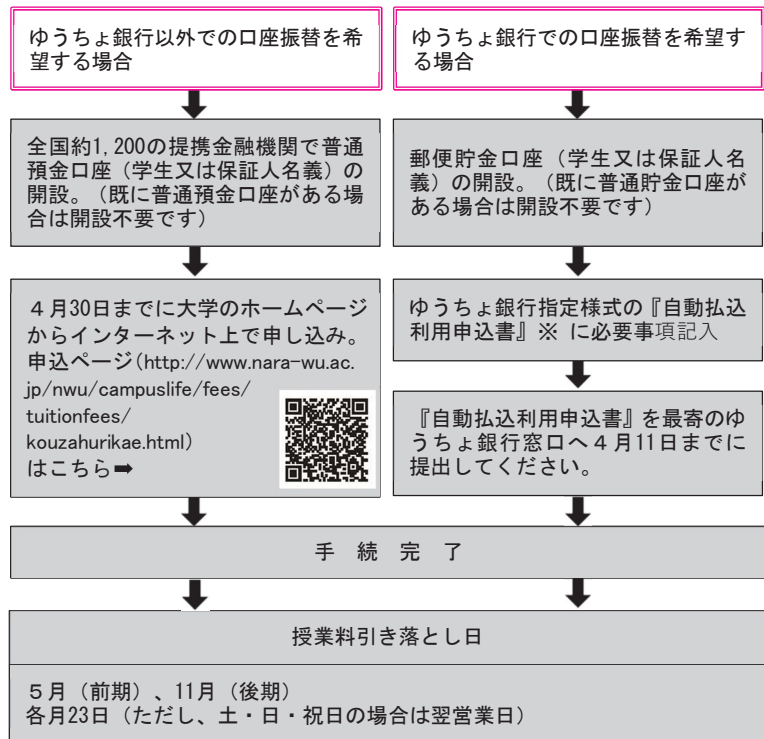 ゆうちょ銀行以外での口座振替を希
望する場合
全国約1,200の提携金融機関で普通
預金口座（学生又は保証人名義）の
開設。（既に普通預金口座がある場
合は開設不要です）
４月30日までに大学のホームページ
からインターネット上で申し込み。
申込ページ(http://www.nara-wu.ac.
jp/nwu/campuslife/fees/
tuitionfees/
kouzahurikae.html)
はこちら➡
ゆうちょ銀行での口座振替を希望す
る場合
郵便貯金口座（学生又は保証人名
義）の開設。（既に普通貯金口座が
ある場合は開設不要です）
ゆうちょ銀行指定様式の『自動払込
利用申込書』※ に必要事項記入
『自動払込利用申込書』を最寄のゆ
うちょ銀行窓口へ４月11日までに
提出してください。
手　続　完　了
授業料引き落とし日
５月（前期）、11月（後期）
各月23日（ただし、土・日・祝日の場合は翌営業日）